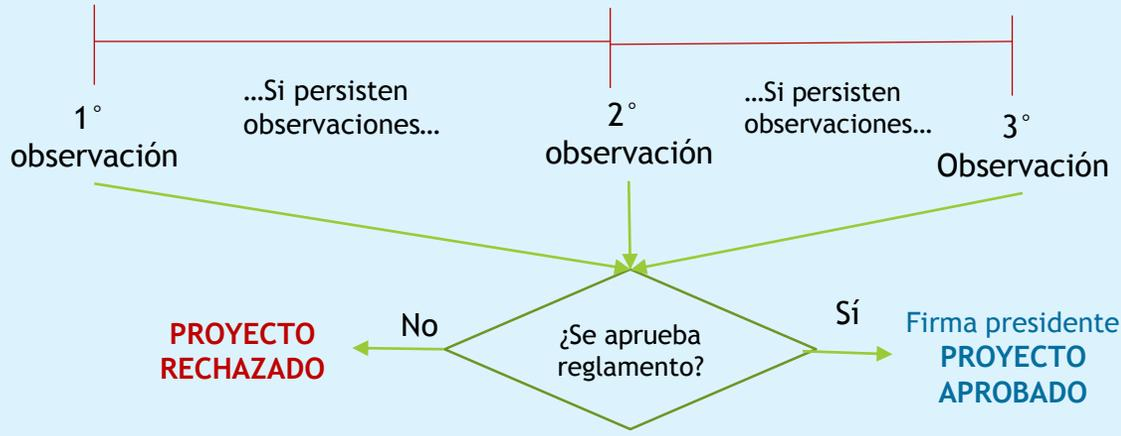 1°
observación
…Si persisten
observaciones…
2°
observación
…Si persisten
observaciones…
3°
Observación
PROYECTO
RECHAZADO
No
¿Se aprueba
reglamento?
Sí
Firma presidente
PROYECTO
APROBADO